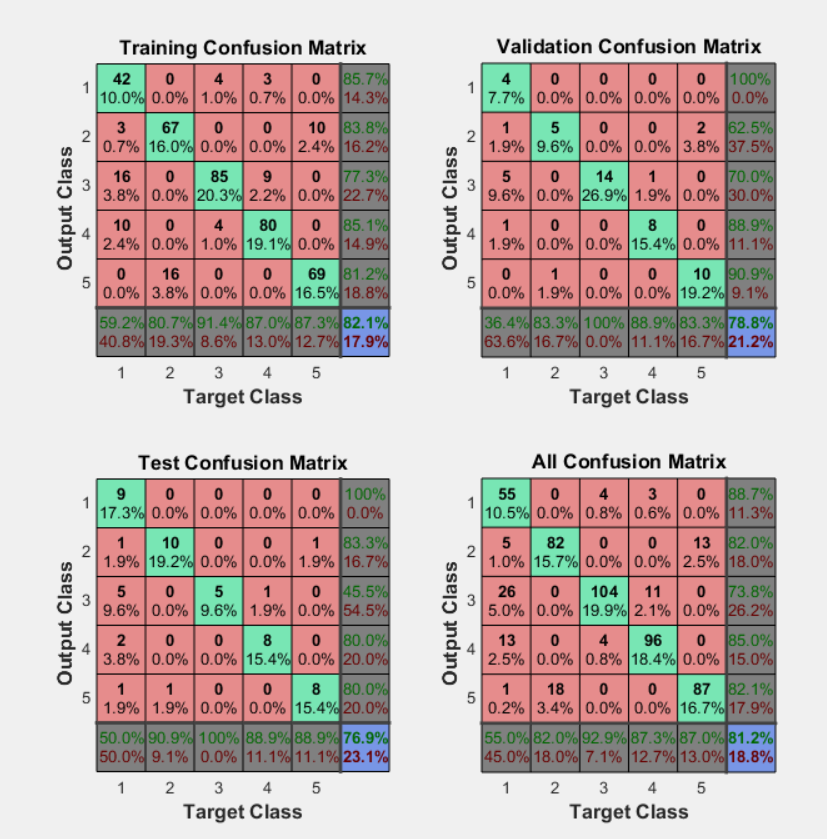 Training Confusion Matrix
1 42 0 4 3 0 85.7%
10.0% 0.0% 1.0% 0.7% 0.0% 14.3%
2 3 67 0 0 10 83.8%
0.7% 16.0% 0.0% 0.0% 2.4% 16.2%
3 16 0 85 9 0 77.3%
3.8% 0.0% 20.3% 2.2% 0.0% 22.7%
4 10 0 4 80 0 85.1%
2.4% 0.0% 1.0% 19.1% 0.0% 14.9%
5 0 16 0 0 69 81.2%
0.0% 3.8% 0.0% 0.0% 16.5% 18.8%
59.2% 80.7% 91.4% 87.0% 87.3% 82.1%
40.8% 19.3% 8.6% 13.0% 12.7% 17.9%
1 2 3 4 5
Target Class
Output Class
Validation Confusion Matrix
1 4 0 0 0 0 100%
7.7% 0.0% 0.0% 0.0% 0.0% 0.0%
2 1 5 0 0 2 62.5%
1.9% 9.6% 0.0% 0.0% 3.8% 37.5%
3 5 0 14 1 0 70.0%
9.6% 0.0% 26.9% 1.9% 0.0% 30.0%
4 1 0 0 8 0 88.9%
1.9% 0.0% 0.0% 15.4% 0.0% 11.1%
5 0 1 0 0 10 90.9%
0.0% 1.9% 0.0% 0.0% 19.2% 9.1%
36.4% 83.3% 100% 88.9% 83.3% 78.8%
63.6% 16.7% 0.0% 11.1% 16.7% 21.2%
1 2 3 4 5
Target Class
Output Class
Test Confusion Matrix
1 9 0 0 0 0 100%
17.3% 0.0% 0.0% 0.0% 0.0% 0.0%
2 1 10 0 0 1 83.3%
1.9% 19.2% 0.0% 0.0% 1.9% 16.7%
3 5 0 5 1 0 45.5%
9.6% 0.0% 9.6% 1.9% 0.0% 54.5%
4 2 0 0 8 0 80.0%
3.8% 0.0% 0.0% 15.4% 0.0% 20.0%
5 1 1 0 0 8 80.0%
1.9% 1.9% 0.0% 0.0% 15.4% 20.0%
50.0% 90.9% 100% 88.9% 88.9% 76.9%
50.0% 9.1% 0.0% 11.1% 11.1% 23.1%
1 2 3 4 5
Target Class
Output Class
All Confusion Matrix
1 55 0 4 3 0 88.7%
10.5% 0.0% 0.8% 0.6% 0.0% 11.3%
2 5 82 0 0 13 82.0%
1.0% 15.7% 0.0% 0.0% 2.5% 18.0%
3 26 0 104 11 0 73.8%
5.0% 0.0% 19.9% 2.1% 0.0% 26.2%
4 13 0 4 96 0 85.0%
2.5% 0.0% 0.8% 18.4% 0.0% 15.0%
5 1 18 0 0 87 82.1%
0.2% 3.4% 0.0% 0.0% 16.7% 17.9%
55.0% 82.0% 92.9% 87.3% 87.0% 81.2%
45.0% 18.0% 7.1% 12.7% 13.0% 18.8%
1 2 3 4 5
Target Class
Output Class